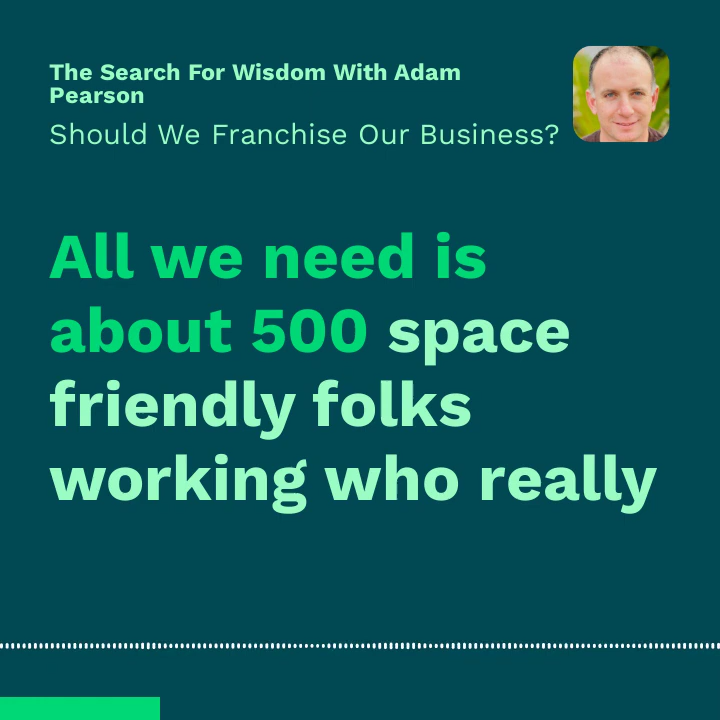 The Search For Wisdom With Adam
Pearson
Should We Franchise Our Business?
All we need is
about 500 space
friendly folks
working who really